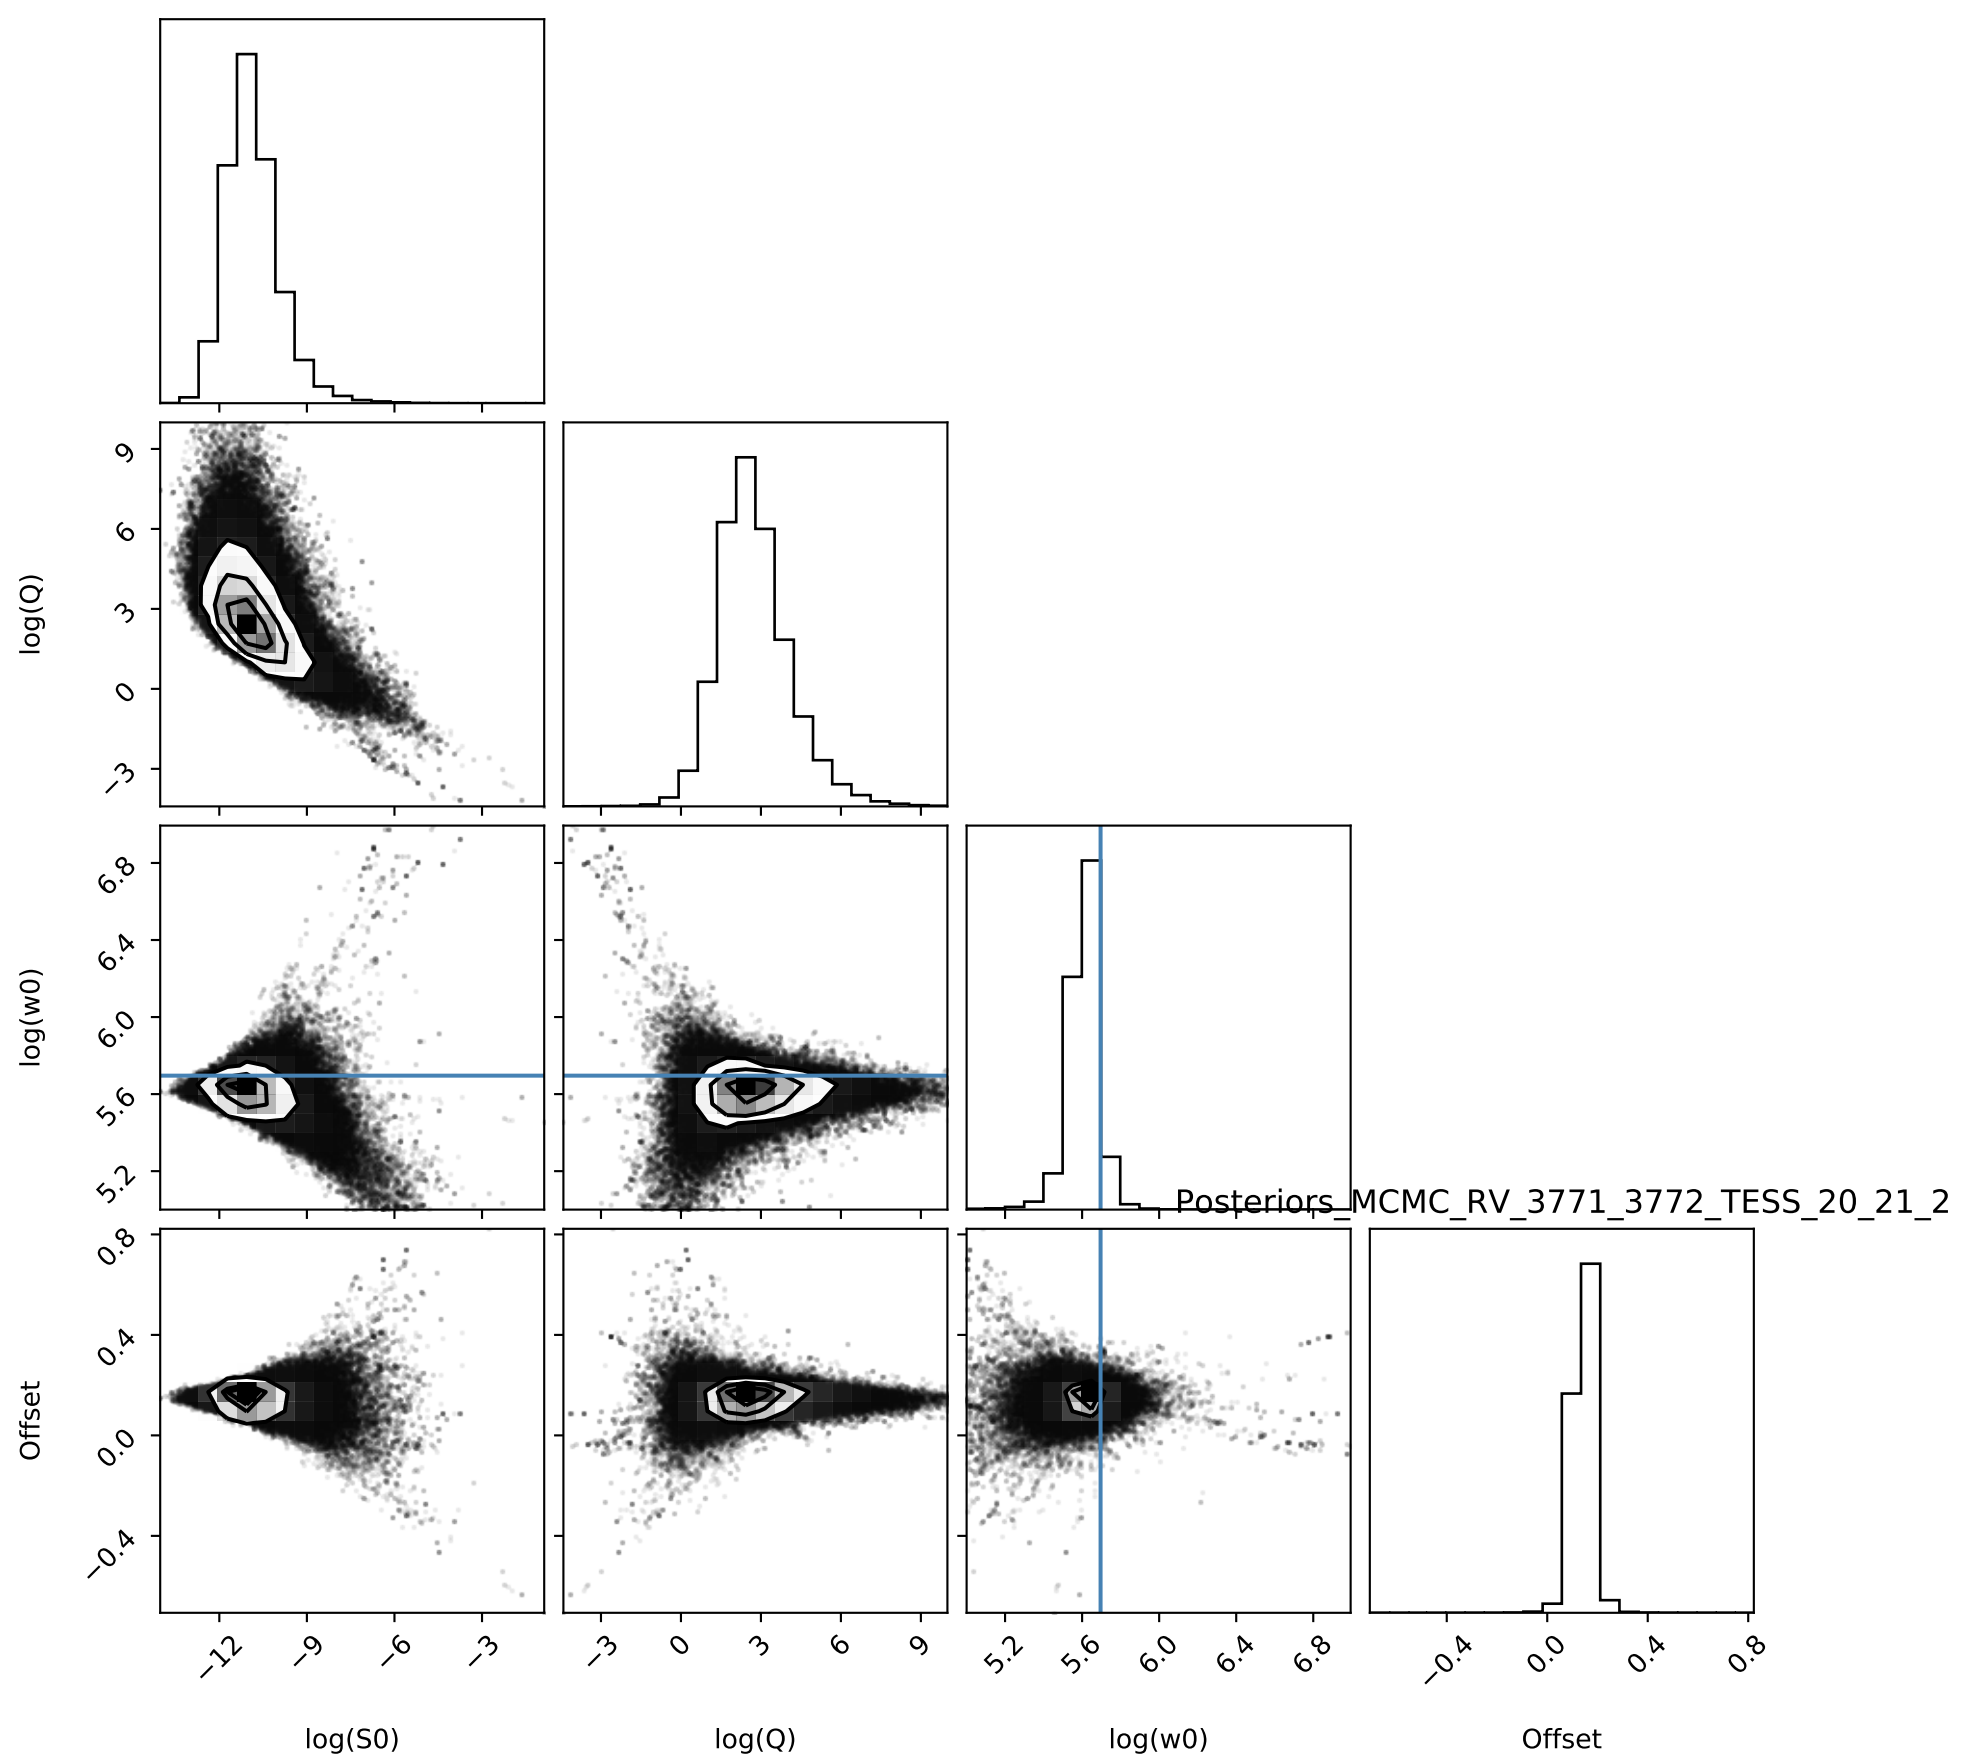 9
6
3
0
−3
log(Q)
6.8
6.4
6.0
5.6
5.2
log(w0)
Posteriors_MCMC_RV_3771_3772_TESS_20_21_2
0.8
0.4
0.0
−0.4
Offset
−12 −9 −6 −3
−3 0 3 6 9
5.2 5.6 6.0 6.4 6.8
−0.4 0.0 0.4 0.8
log(S0) log(Q) log(w0) Offset